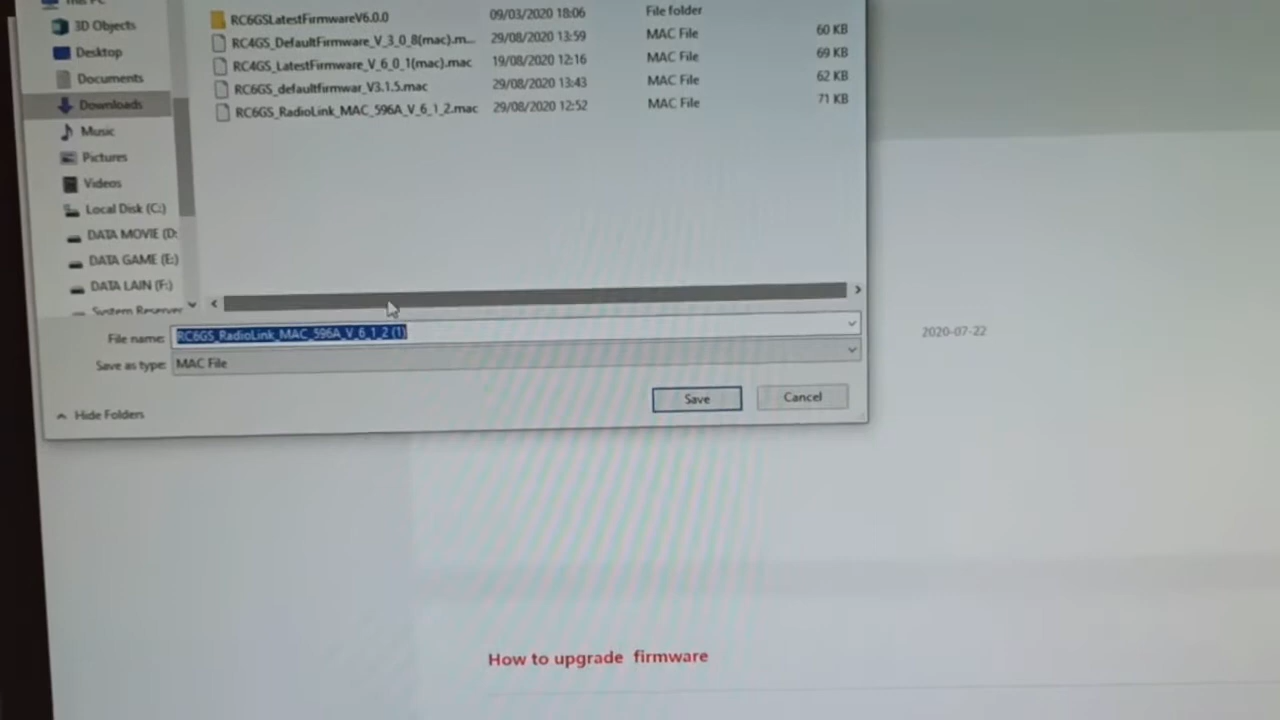 This PC
3D Objects
Desktop
Documents
Downloads
Music
Pictures
Videos
Local Disk (C:)
DATA MOVIE (D:
DATA GAME (E:)
DATA LAIN (F:)
System Reserver
RC6GSLatestFirmwareV6.0.0 09/03/2020 18:06 File folder
RC4GS_DefaultFirmware_V_3_0_8(mac).m... 29/08/2020 13:59 MAC File 60 KB
RC4GS_LatestFirmware_V_6_0_1(mac).mac 19/08/2020 12:16 MAC File 69 KB
RC6GS_defaultfirmwar_V3.1.5.mac 29/08/2020 13:43 MAC File 62 KB
RC6GS_RadioLink_MAC_596A_V_6_1_2.mac 29/08/2020 12:52 MAC File 71 KB
File name: RC6GS_RadioLink_MAC_596A_V_6_1_2 (1)
Save as type: MAC File
Hide Folders
Save
Cancel
2020-07-22
How to upgrade firmware